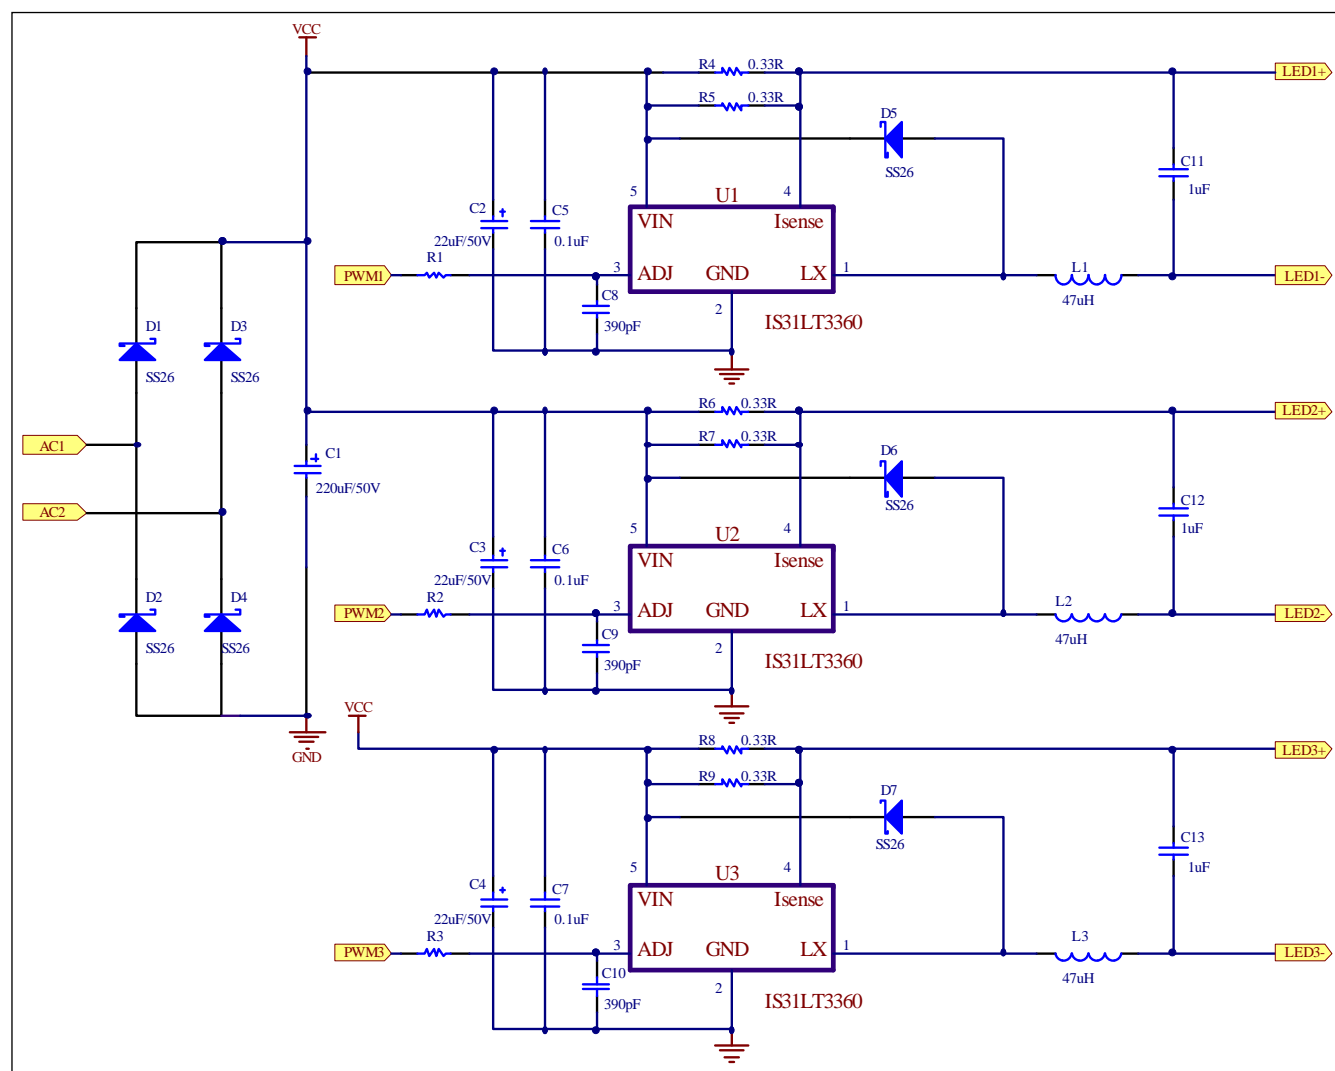 VCC
R4 0.33R
LED1+
R5 0.33R
D5
SS26
C11
1uF
5
U1
4
C2
22uF/50V
C5
0.1uF
VIN
Isense
R1
PWM1
3
ADJ
GND
LX
1
L1
47uH
LED1-
C8
390pF
2
IS31LT3360
D1
SS26
D3
SS26
R6 0.33R
LED2+
AC1
R7 0.33R
D6
SS26
C1
220uF/50V
C12
1uF
AC2
5
U2
4
C3
22uF/50V
C6
0.1uF
VIN
Isense
D2
SS26
D4
SS26
R2
PWM2
3
ADJ
GND
LX
1
L2
47uH
LED2-
C9
390pF
2
IS31LT3360
VCC
GND
R8 0.33R
LED3+
R9 0.33R
D7
SS26
C13
1uF
5
U3
4
C4
22uF/50V
C7
0.1uF
VIN
Isense
R3
PWM3
3
ADJ
GND
LX
1
L3
47uH
LED3-
C10
390pF
2
IS31LT3360